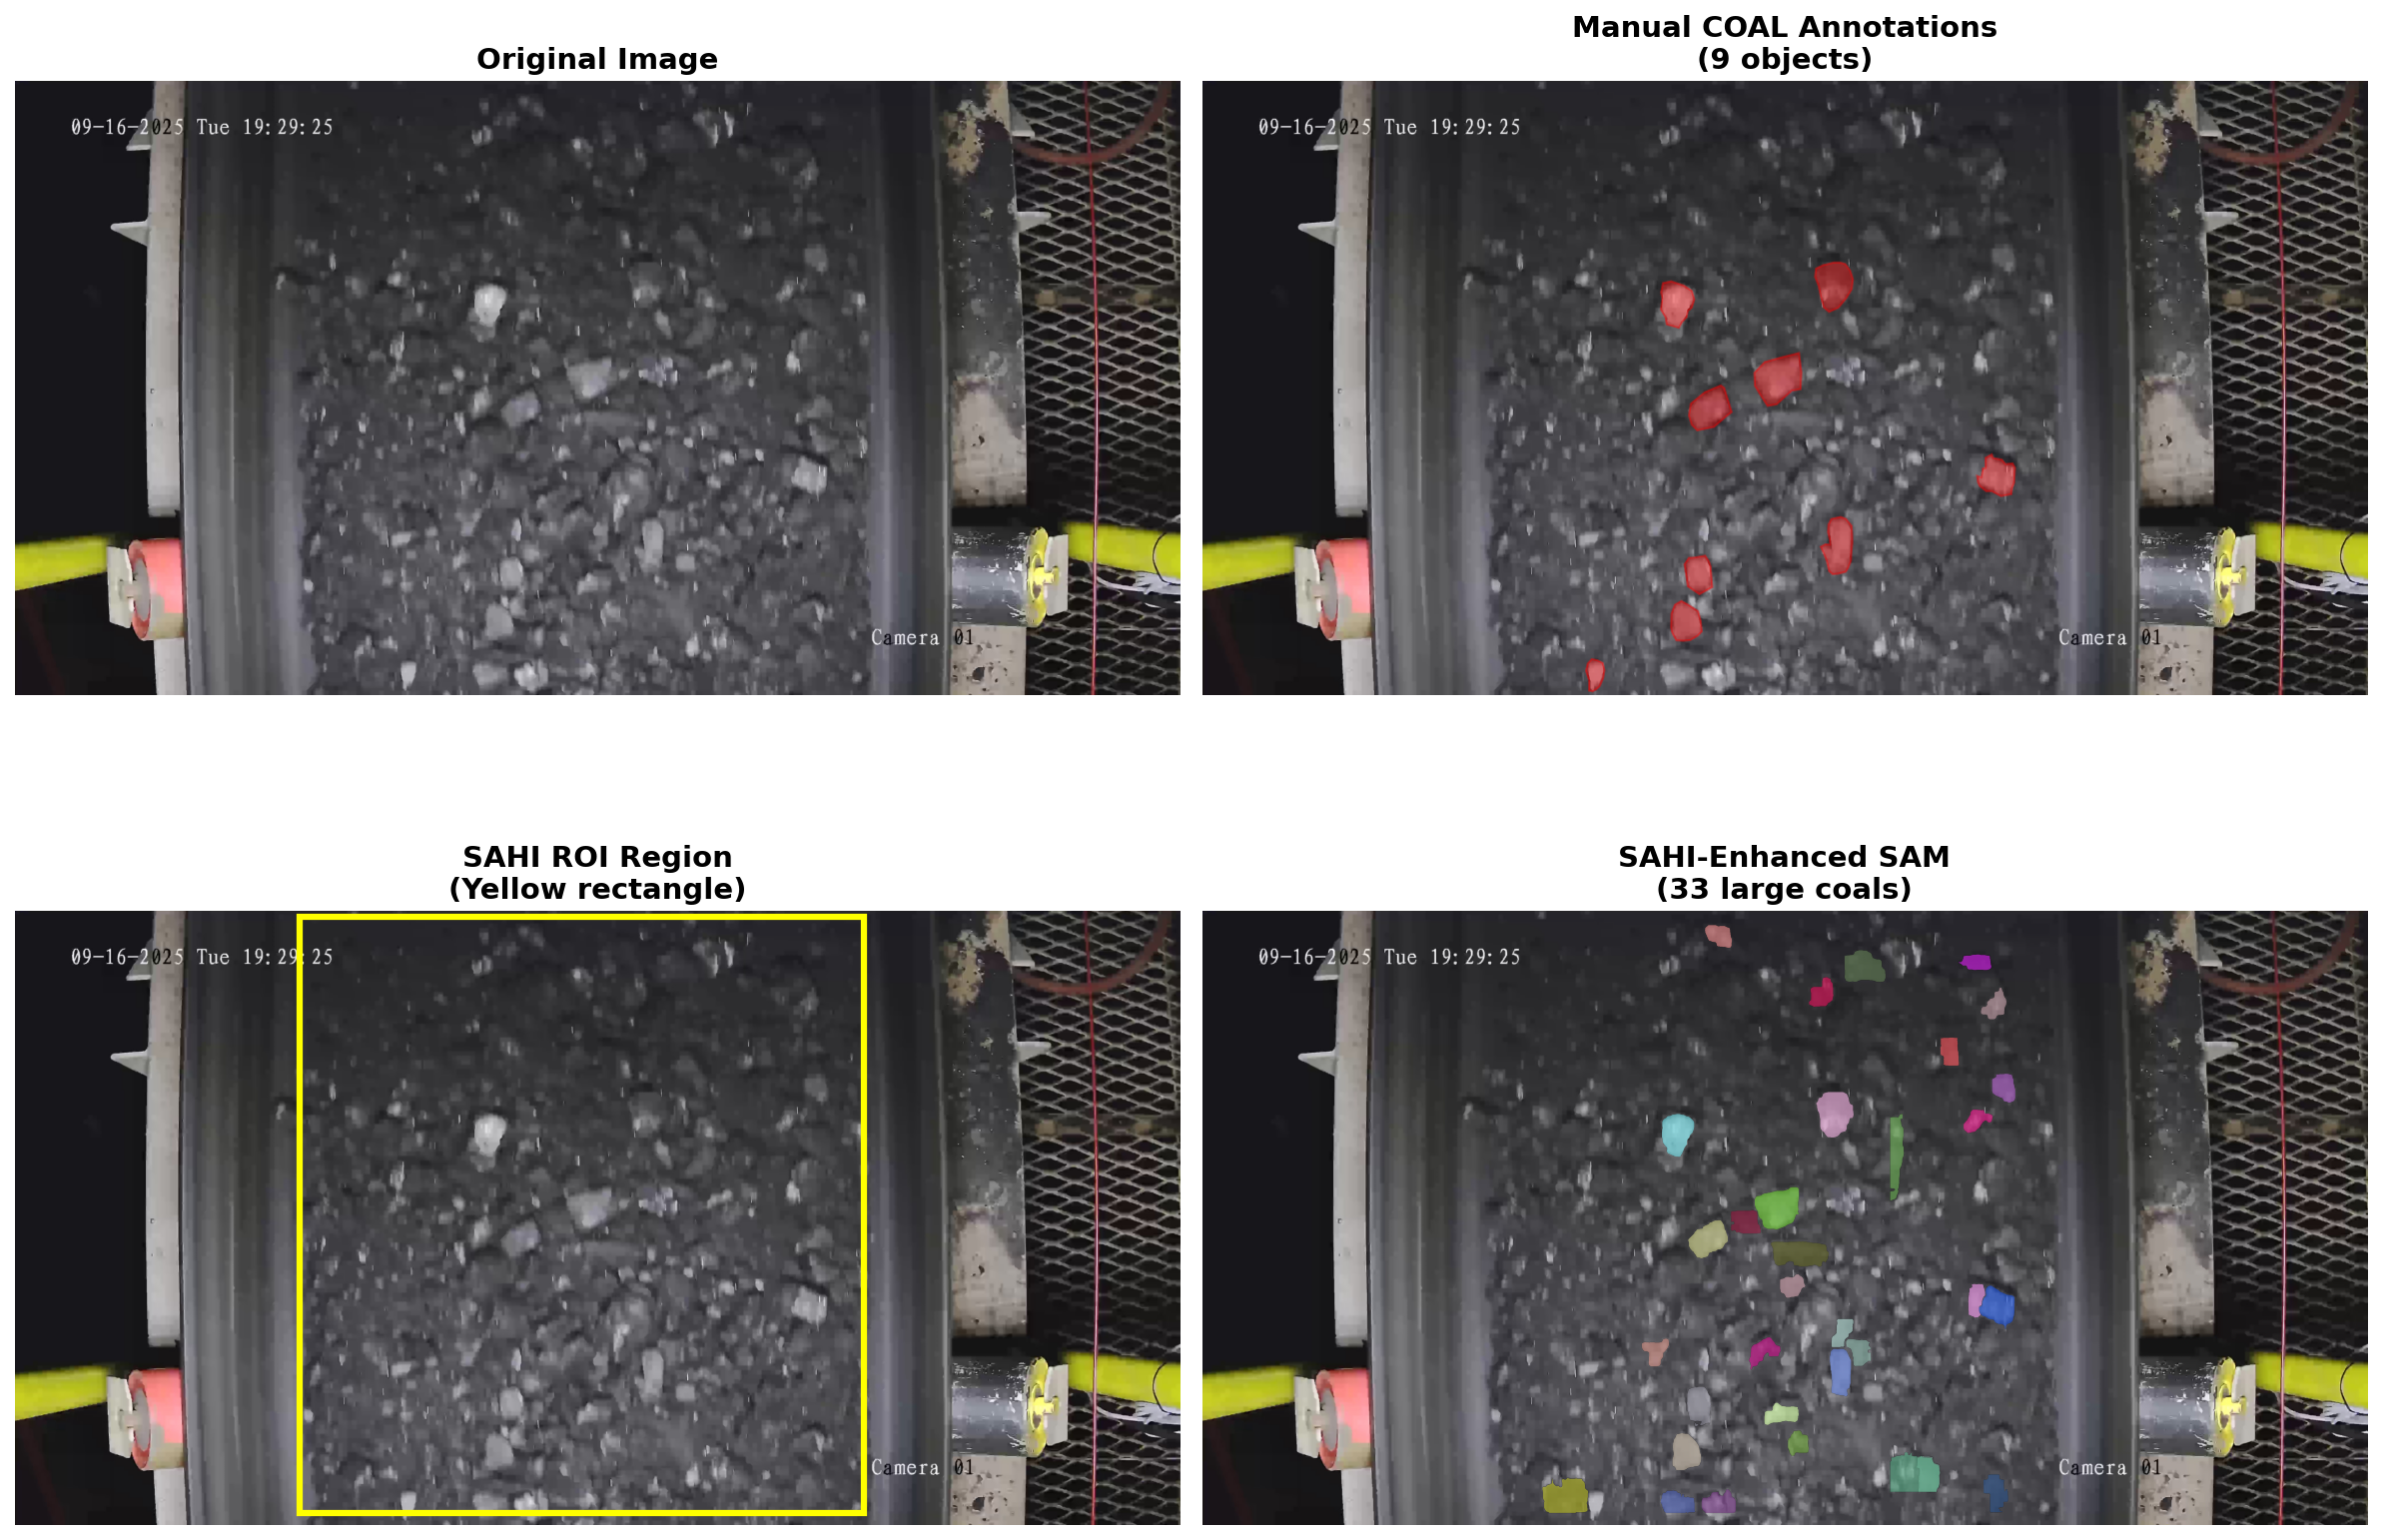 Original Image
09-16-2025 Tue 19:29:25
Camera 01
Manual COAL Annotations
(9 objects)
09-16-2025 Tue 19:29:25
Camera 01
SAHI ROI Region
(Yellow rectangle)
09-16-2025 Tue 19:29:25
Camera 01
SAHI-Enhanced SAM
(33 large coals)
09-16-2025 Tue 19:29:25
Camera 01